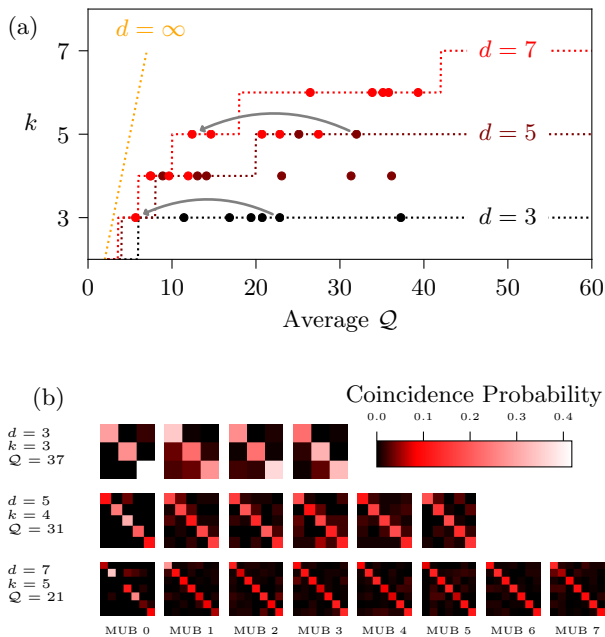 (a)
d = ∞
7
d = 7
k
5
d = 5
3
d = 3
0 10 20 30 40 50 60
Average 𝒬
(b)
Coincidence Probability
0.0 0.1 0.2 0.3 0.4
d = 3
k = 3
𝒬 = 37
d = 5
k = 4
𝒬 = 31
d = 7
k = 5
𝒬 = 21
MUB 0 MUB 1 MUB 2 MUB 3 MUB 4 MUB 5 MUB 6 MUB 7